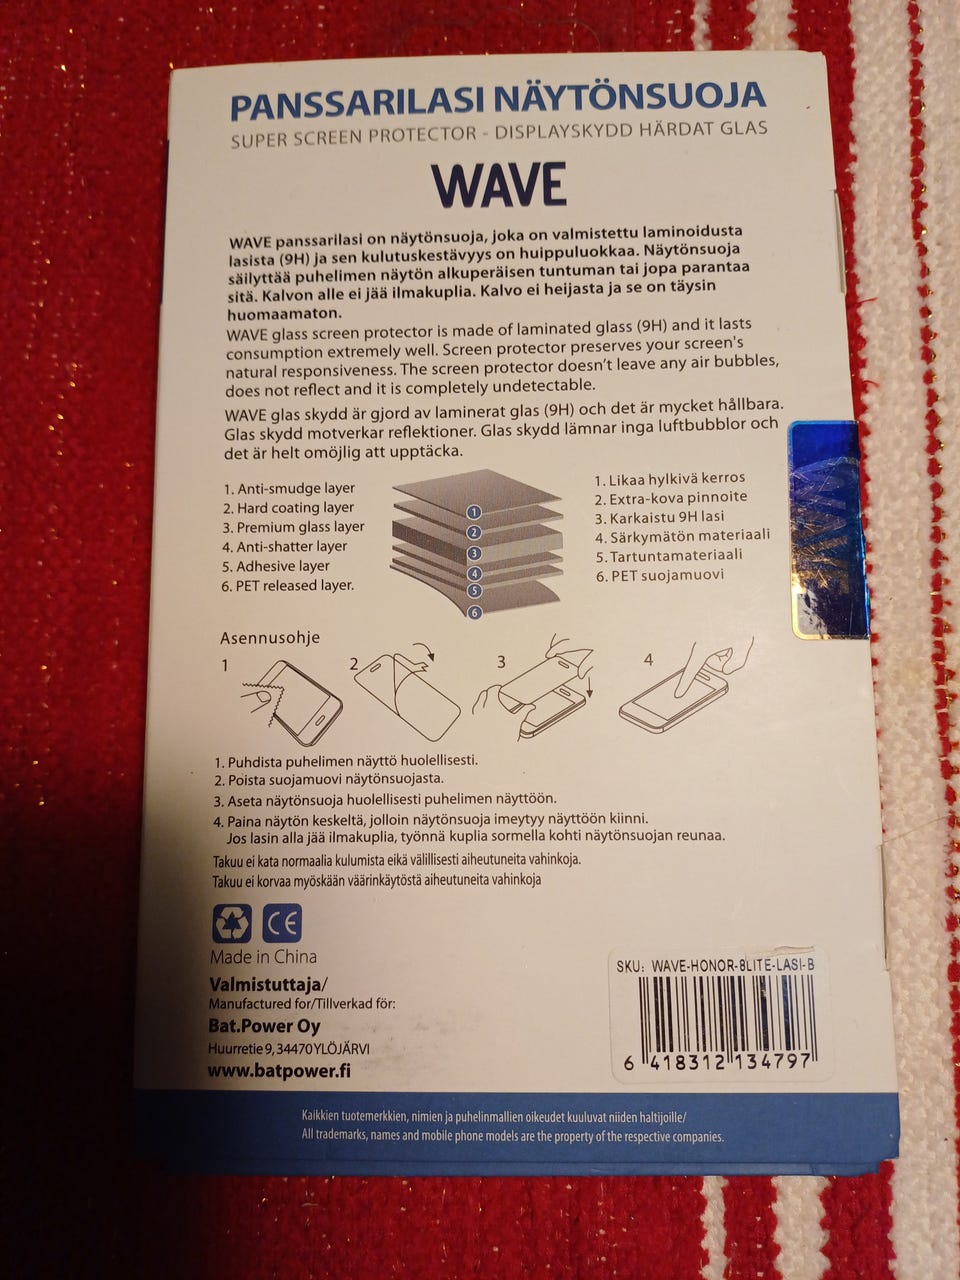 PANSSARILASI NÄYTÖNSUOJA
SUPER SCREEN PROTECTOR - DISPLAYSKYDD HÄRDAT GLAS
WAVE
WAVE panssarilasi on näytönsuoja, joka on valmistettu laminoidusta
lasista (9H) ja sen kulutuskestävyys on huippuluokkaa. Näytönsuoja
säilyttää puhelimen näytön alkuperäisen tuntuman tai jopa parantaa
sitä. Kalvon alle ei jää ilmakuplia. Kalvo ei heijasta ja se on täysin
huomaamaton.
WAVE glass screen protector is made of laminated glass (9H) and it lasts
consumption extremely well. Screen protector preserves your screen's
natural responsiveness. The screen protector doesn't leave any air bubbles,
does not reflect and it is completely undetectable.
WAVE glas skydd är gjord av laminerat glas (9H) och det är mycket hållbara.
Glas skydd motverkar reflektioner. Glas skydd lämnar inga luftbubblor och
det är helt omöjlig att upptäcka.
1. Anti-smudge layer
2. Hard coating layer
3. Premium glass layer
4. Anti-shatter layer
5. Adhesive layer
6. PET released layer.
1
2
3
4
5
6
1. Likaa hylkivä kerros
2. Extra-kova pinnoite
3. Karkaistu 9H lasi
4. Särkymätön materiaali
5. Tartuntamateriaali
6. PET suojamuovi
WAVE
Asennusohje
1 2 3 4
1. Puhdista puhelimen näyttö huolellisesti.
2. Poista suojamuovi näytönsuojasta.
3. Aseta näytönsuoja huolellisesti puhelimen näyttöön.
4. Paina näytön keskeltä, jolloin näytönsuoja imeytyy näyttöön kiinni.
Jos lasin alla jää ilmakuplia, työnnä kuplia sormella kohti näytönsuojan reunaa.
Takuu ei kata normaalia kulumista eikä välillisesti aiheutuneita vahinkoja.
Takuu ei korvaa myöskään väärinkäytöstä aiheutuneita vahinkoja
CE
Made in China
Valmistuttaja/
Manufactured for/Tillverkad för:
Bat.Power Oy
Huurretie 9, 34470 YLÖJÄRVI
www.batpower.fi
SKU: WAVE-HONOR-8LITE-LASI-B
6 418312 134797
Kaikkien tuotemerkkien, nimien ja puhelinmallien oikeudet kuuluvat niiden haltijoille/
All trademarks, names and mobile phone models are the property of the respective companies.